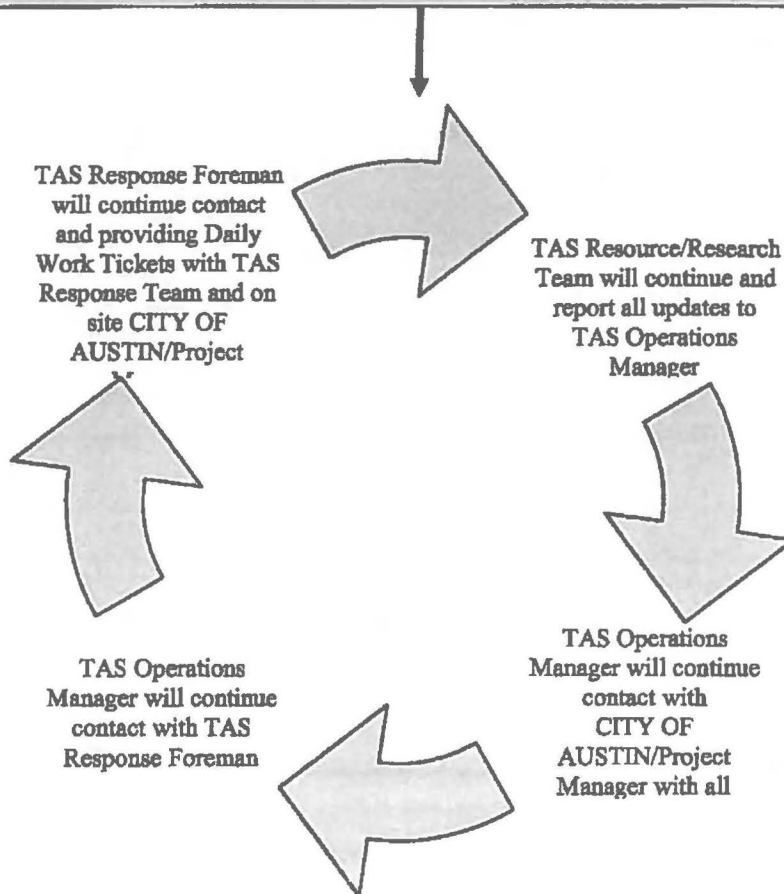 TAS Response Foreman
will continue contact
and providing Daily
Work Tickets with TAS
Response Team and on
site CITY OF
AUSTIN/Project
TAS Resource/Research
Team will continue and
report all updates to
TAS Operations
Manager
TAS Operations
Manager will continue
contact with
CITY OF
AUSTIN/Project
Manager with all
TAS Operations
Manager will continue
contact with TAS
Response Foreman